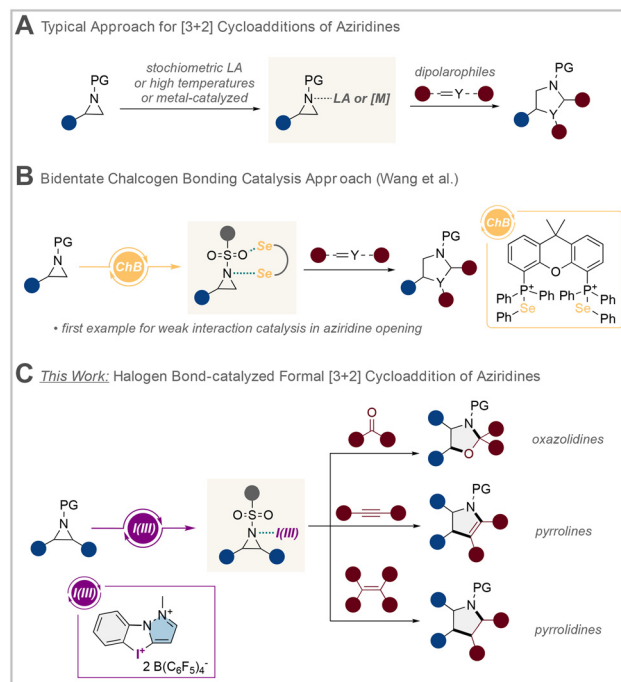 A Typical Approach for [3+2] Cycloadditions of Aziridines
PG
N
stochiometric LA
or high temperatures
or metal-catalyzed
PG
N LA or [M]
dipolarophiles
=Y
PG
N
Y
B Bidentate Chalcogen Bonding Catalysis Approach (Wang et al.)
PG
N
ChB
O=S=O
N
Se
Se
=Y
PG
N
Y
ChB
O
Ph P+ Ph
P+ Ph
Ph
Se
Se
Ph
Ph
• first example for weak interaction catalysis in aziridine opening
C This Work: Halogen Bond-catalyzed Formal [3+2] Cycloaddition of Aziridines
PG
N
I(III)
O=S=O
N I(III)
O
PG
N
O
oxazolidines
PG
N
pyrrolines
PG
N
pyrrolidines
I(III)
N N+
I+
2 B(C6F5)4-